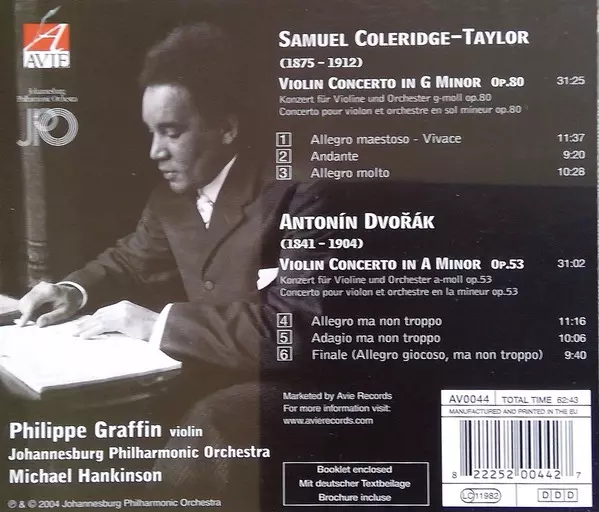 AVIE
Johannesburg
Philharmonic Orchestra
JPO
SAMUEL COLERIDGE–TAYLOR
(1875 – 1912)
VIOLIN CONCERTO IN G MINOR OP.80 31:25
Konzert für Violine und Orchester g-moll op.80
Concerto pour violon et orchestre en sol mineur op.80
1 Allegro maestoso - Vivace 11:37
2 Andante 9:20
3 Allegro molto 10:28
ANTONÍN DVOŘÁK
(1841 – 1904)
VIOLIN CONCERTO IN A MINOR OP.53 31:02
Konzert für Violine und Orchester a-moll op.53
Concerto pour violon et orchestre en la mineur op.53
4 Allegro ma non troppo 11:16
5 Adagio ma non troppo 10:06
6 Finale (Allegro giocoso, ma non troppo) 9:40
Marketed by Avie Records
For more information visit:
www.avierecords.com
AV0044 TOTAL TIME 62:43
MANUFACTURED AND PRINTED IN THE EU
8 22252 00442 7
LC 11982 D D D
Booklet enclosed
Mit deutscher Textbeilage
Brochure incluse
Philippe Graffin violin
Johannesburg Philharmonic Orchestra
Michael Hankinson
℗ & © 2004 Johannesburg Philharmonic Orchestra